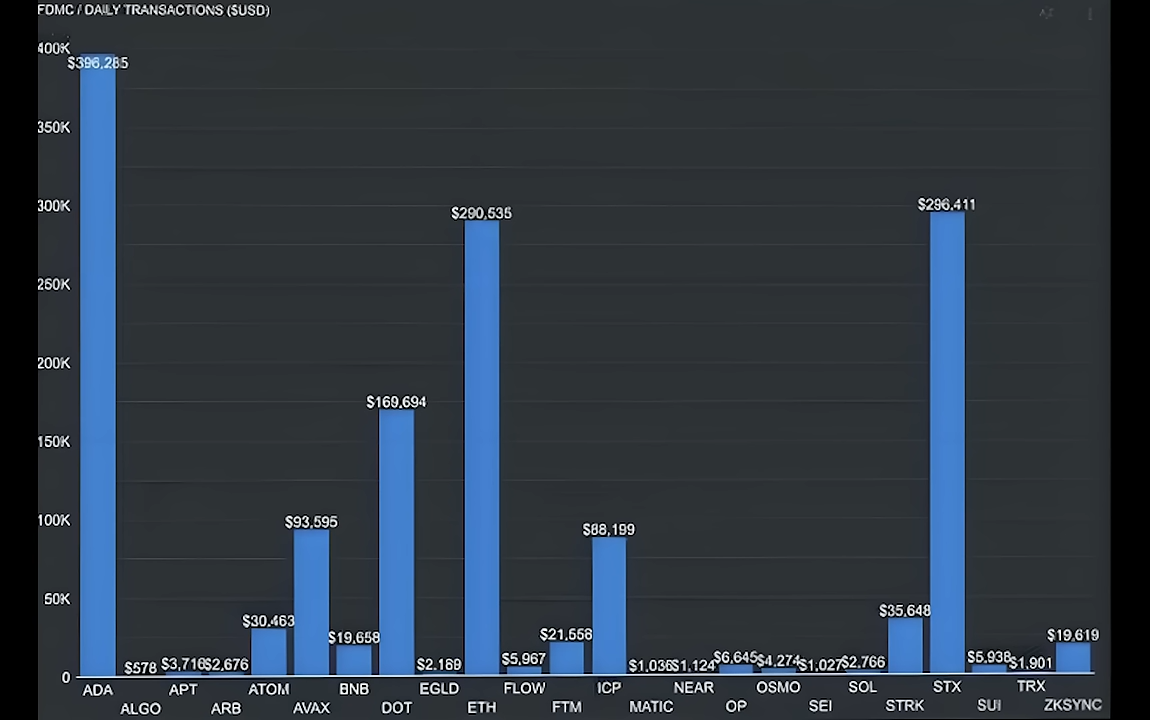 FDMC / DAILY TRANSACTIONS ($USD)
400K
350K
300K
250K
200K
150K
100K
50K
0
$396,285
$578
$3,716
$2,676
$30,463
$93,595
$19,658
$169,694
$2,169
$290,535
$5,967
$21,556
$88,199
$1,036
$1,124
$6,645
$4,274
$1,027
$2,766
$35,648
$296,411
$5,938
$1,901
$19,619
ADA
ALGO
APT
ARB
ATOM
AVAX
BNB
DOT
EGLD
ETH
FLOW
FTM
ICP
MATIC
NEAR
OP
OSMO
SEI
SOL
STRK
STX
SUI
TRX
ZKSYNC